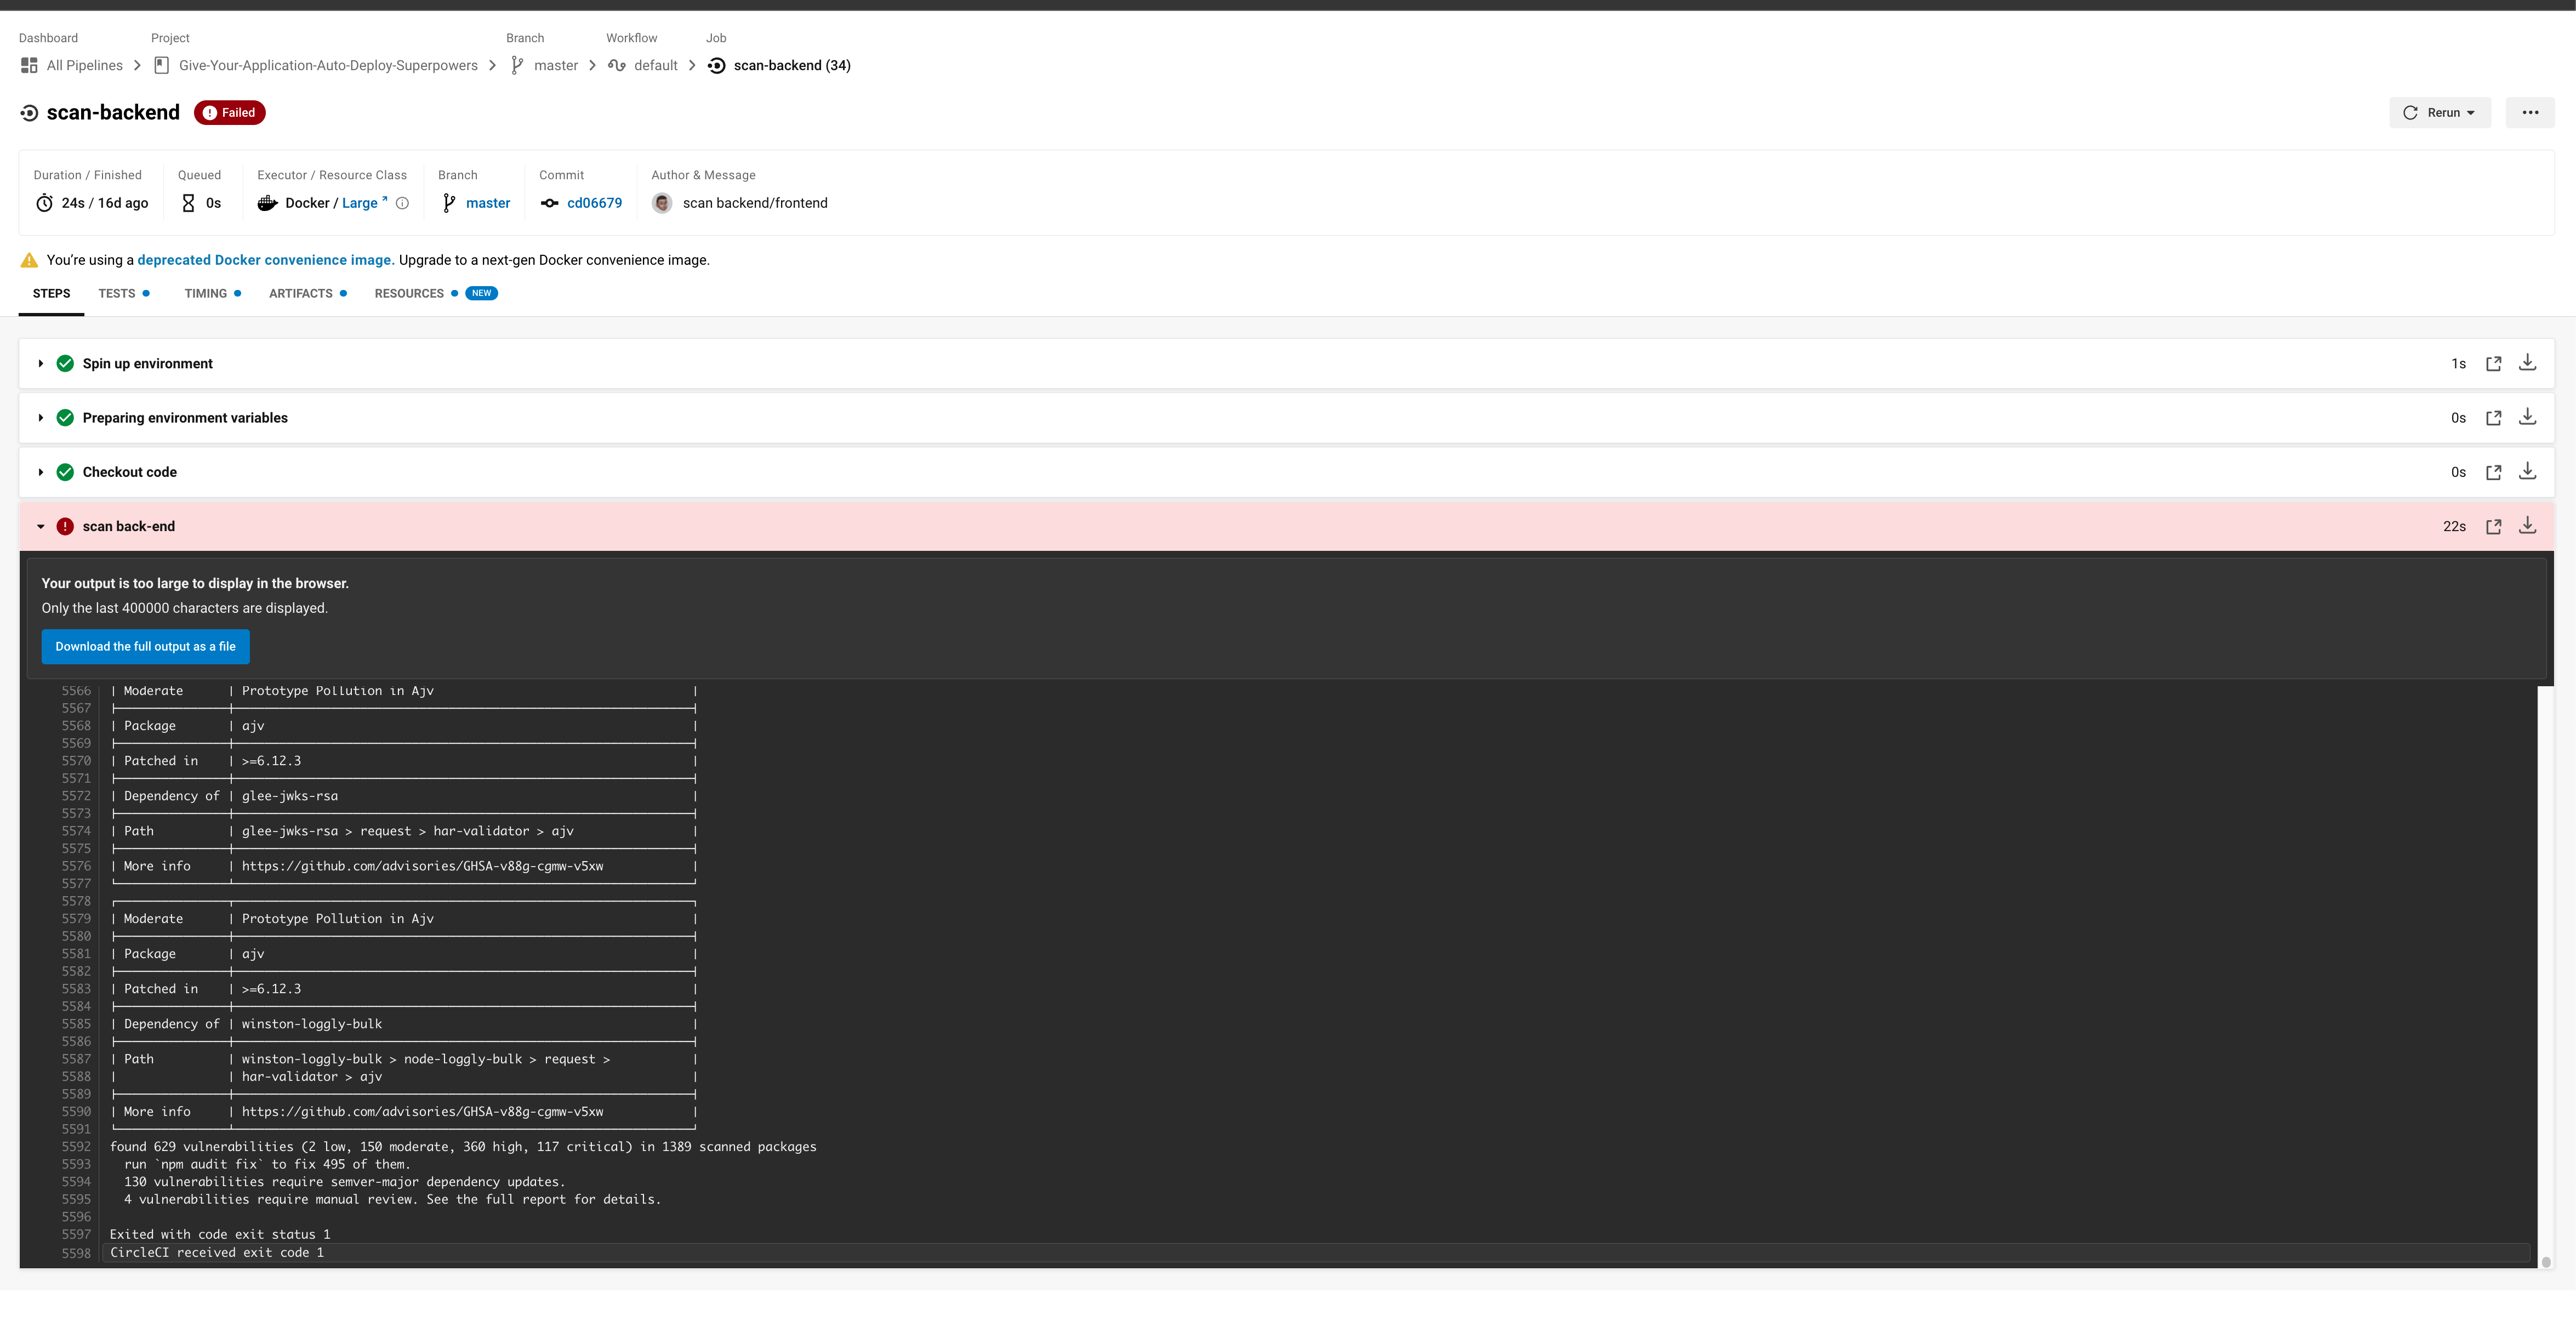 Dashboard Project Branch Workflow Job
All Pipelines Give-Your-Application-Auto-Deploy-Superpowers master default scan-backend (34)
scan-backend Failed Rerun
Duration / Finished Queued Executor / Resource Class Branch Commit Author & Message
24s / 16d ago 0s Docker / Large master cd06679 scan backend/frontend
You're using a deprecated Docker convenience image. Upgrade to a next-gen Docker convenience image.
STEPS TESTS TIMING ARTIFACTS RESOURCES NEW
Spin up environment 1s
Preparing environment variables 0s
Checkout code 0s
scan back-end 22s
Your output is too large to display in the browser.
Only the last 400000 characters are displayed.
Download the full output as a file
5566 | Moderate | Prototype Pollution in Ajv |
5567
5568 | Package | ajv |
5569
5570 | Patched in | >=6.12.3 |
5571
5572 | Dependency of | glee-jwks-rsa |
5573
5574 | Path | glee-jwks-rsa > request > har-validator > ajv |
5575
5576 | More info | https://github.com/advisories/GHSA-v88g-cgmw-v5xw |
5577
5578
5579 | Moderate | Prototype Pollution in Ajv |
5580
5581 | Package | ajv |
5582
5583 | Patched in | >=6.12.3 |
5584
5585 | Dependency of | winston-loggly-bulk |
5586
5587 | Path | winston-loggly-bulk > node-loggly-bulk > request > |
5588 | | har-validator > ajv |
5589
5590 | More info | https://github.com/advisories/GHSA-v88g-cgmw-v5xw |
5591
5592 found 629 vulnerabilities (2 low, 150 moderate, 360 high, 117 critical) in 1389 scanned packages
5593 run `npm audit fix` to fix 495 of them.
5594 130 vulnerabilities require semver-major dependency updates.
5595 4 vulnerabilities require manual review. See the full report for details.
5596
5597 Exited with code exit status 1
5598 CircleCI received exit code 1